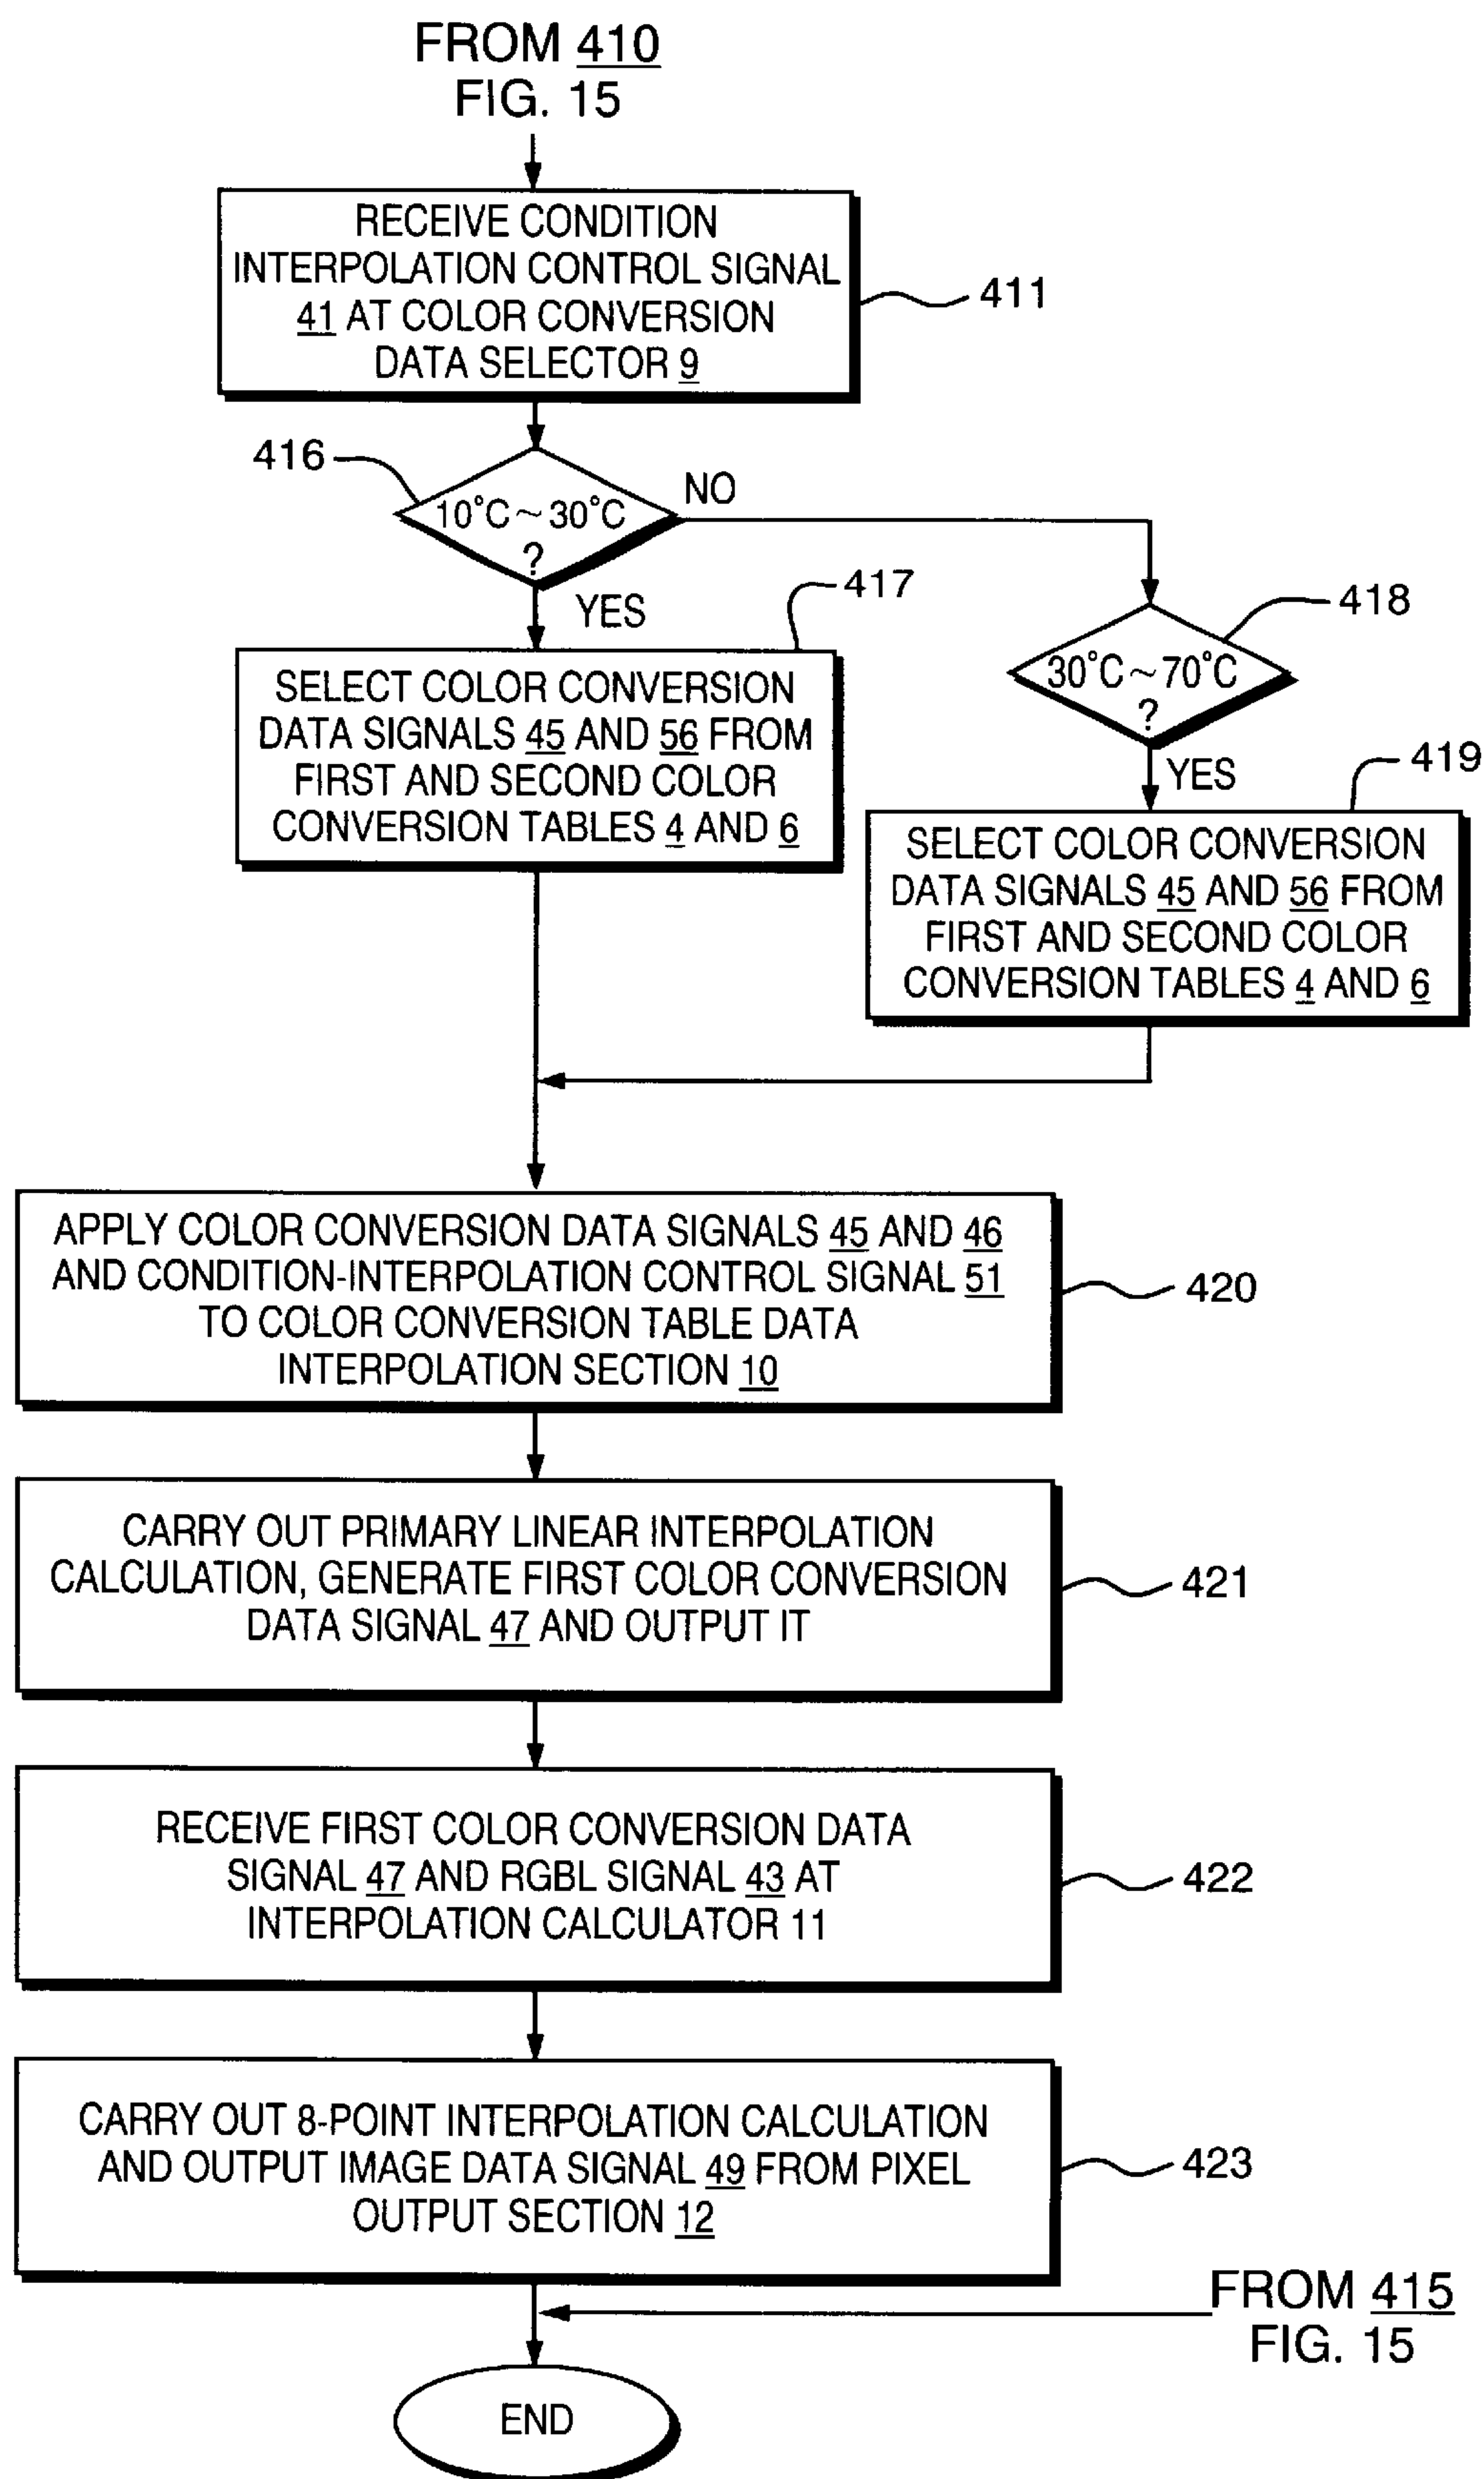 FROM 410
FIG. 15
RECEIVE CONDITION
INTERPOLATION CONTROL SIGNAL
41 AT COLOR CONVERSION
DATA SELECTOR 9
411
416
10°C ~ 30°C
?
NO
YES
417
SELECT COLOR CONVERSION
DATA SIGNALS 45 AND 56 FROM
FIRST AND SECOND COLOR
CONVERSION TABLES 4 AND 6
418
30°C ~ 70°C
?
YES
419
SELECT COLOR CONVERSION
DATA SIGNALS 45 AND 56 FROM
FIRST AND SECOND COLOR
CONVERSION TABLES 4 AND 6
APPLY COLOR CONVERSION DATA SIGNALS 45 AND 46
AND CONDITION-INTERPOLATION CONTROL SIGNAL 51
TO COLOR CONVERSION TABLE DATA
INTERPOLATION SECTION 10
420
CARRY OUT PRIMARY LINEAR INTERPOLATION
CALCULATION, GENERATE FIRST COLOR CONVERSION
DATA SIGNAL 47 AND OUTPUT IT
421
RECEIVE FIRST COLOR CONVERSION DATA
SIGNAL 47 AND RGBL SIGNAL 43 AT
INTERPOLATION CALCULATOR 11
422
CARRY OUT 8-POINT INTERPOLATION CALCULATION
AND OUTPUT IMAGE DATA SIGNAL 49 FROM PIXEL
OUTPUT SECTION 12
423
FROM 415
FIG. 15
END